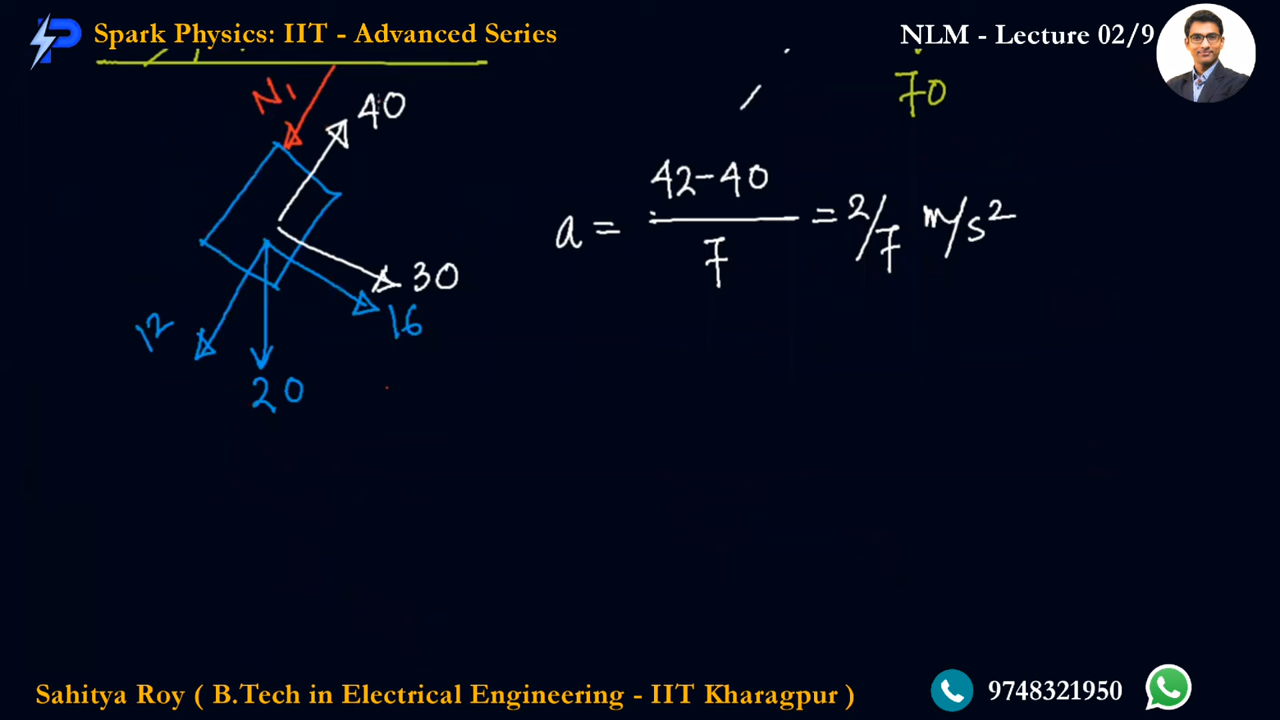 Spark Physics: IIT - Advanced Series
NLM - Lecture 02/9
N1
40
70
42-40
a = = 2/7 m/s2
7
30
16
12
20
Sahitya Roy ( B.Tech in Electrical Engineering - IIT Kharagpur )
9748321950